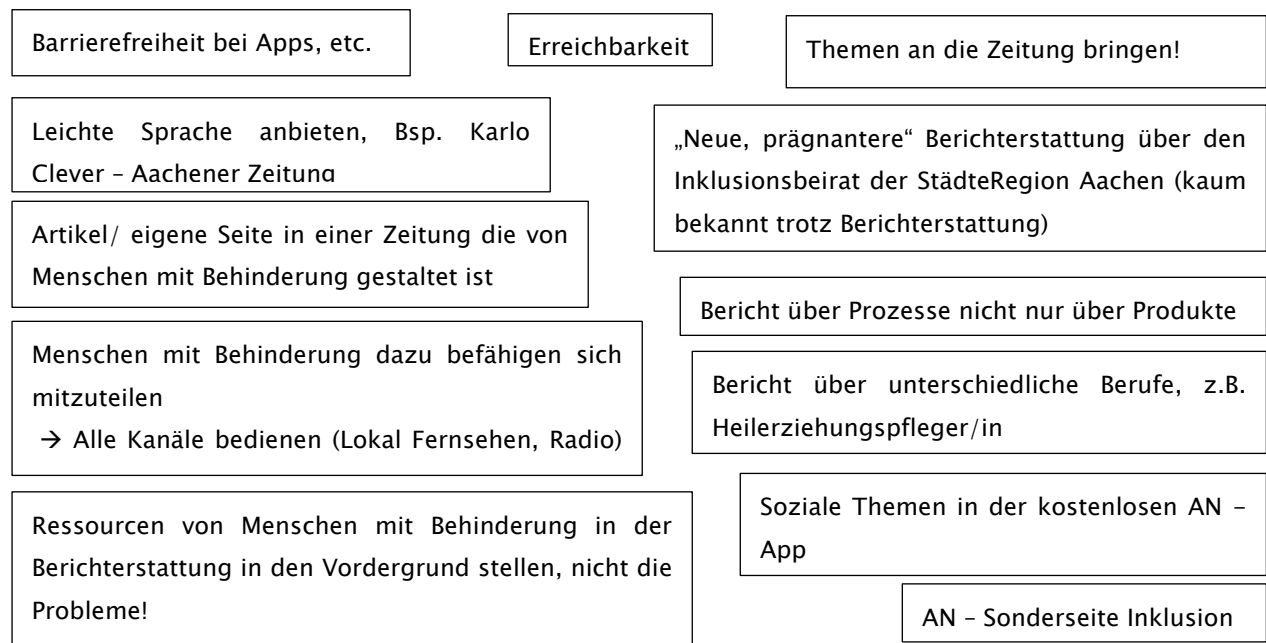 Barrierefreiheit bei Apps, etc.
Erreichbarkeit
Themen an die Zeitung bringen!
Leichte Sprache anbieten, Bsp. Karlo
Clever – Aachener Zeitung
„Neue, prägnantere“ Berichterstattung über den
Inklusionsbeirat der StädteRegion Aachen (kaum
bekannt trotz Berichterstattung)
Artikel/ eigene Seite in einer Zeitung die von
Menschen mit Behinderung gestaltet ist
Bericht über Prozesse nicht nur über Produkte
Menschen mit Behinderung dazu befähigen sich
mitzuteilen
→ Alle Kanäle bedienen (Lokal Fernsehen, Radio)
Bericht über unterschiedliche Berufe, z.B.
Heilerziehungspfleger/in
Ressourcen von Menschen mit Behinderung in der
Berichterstattung in den Vordergrund stellen, nicht die
Probleme!
Soziale Themen in der kostenlosen AN –
App
AN – Sonderseite Inklusion